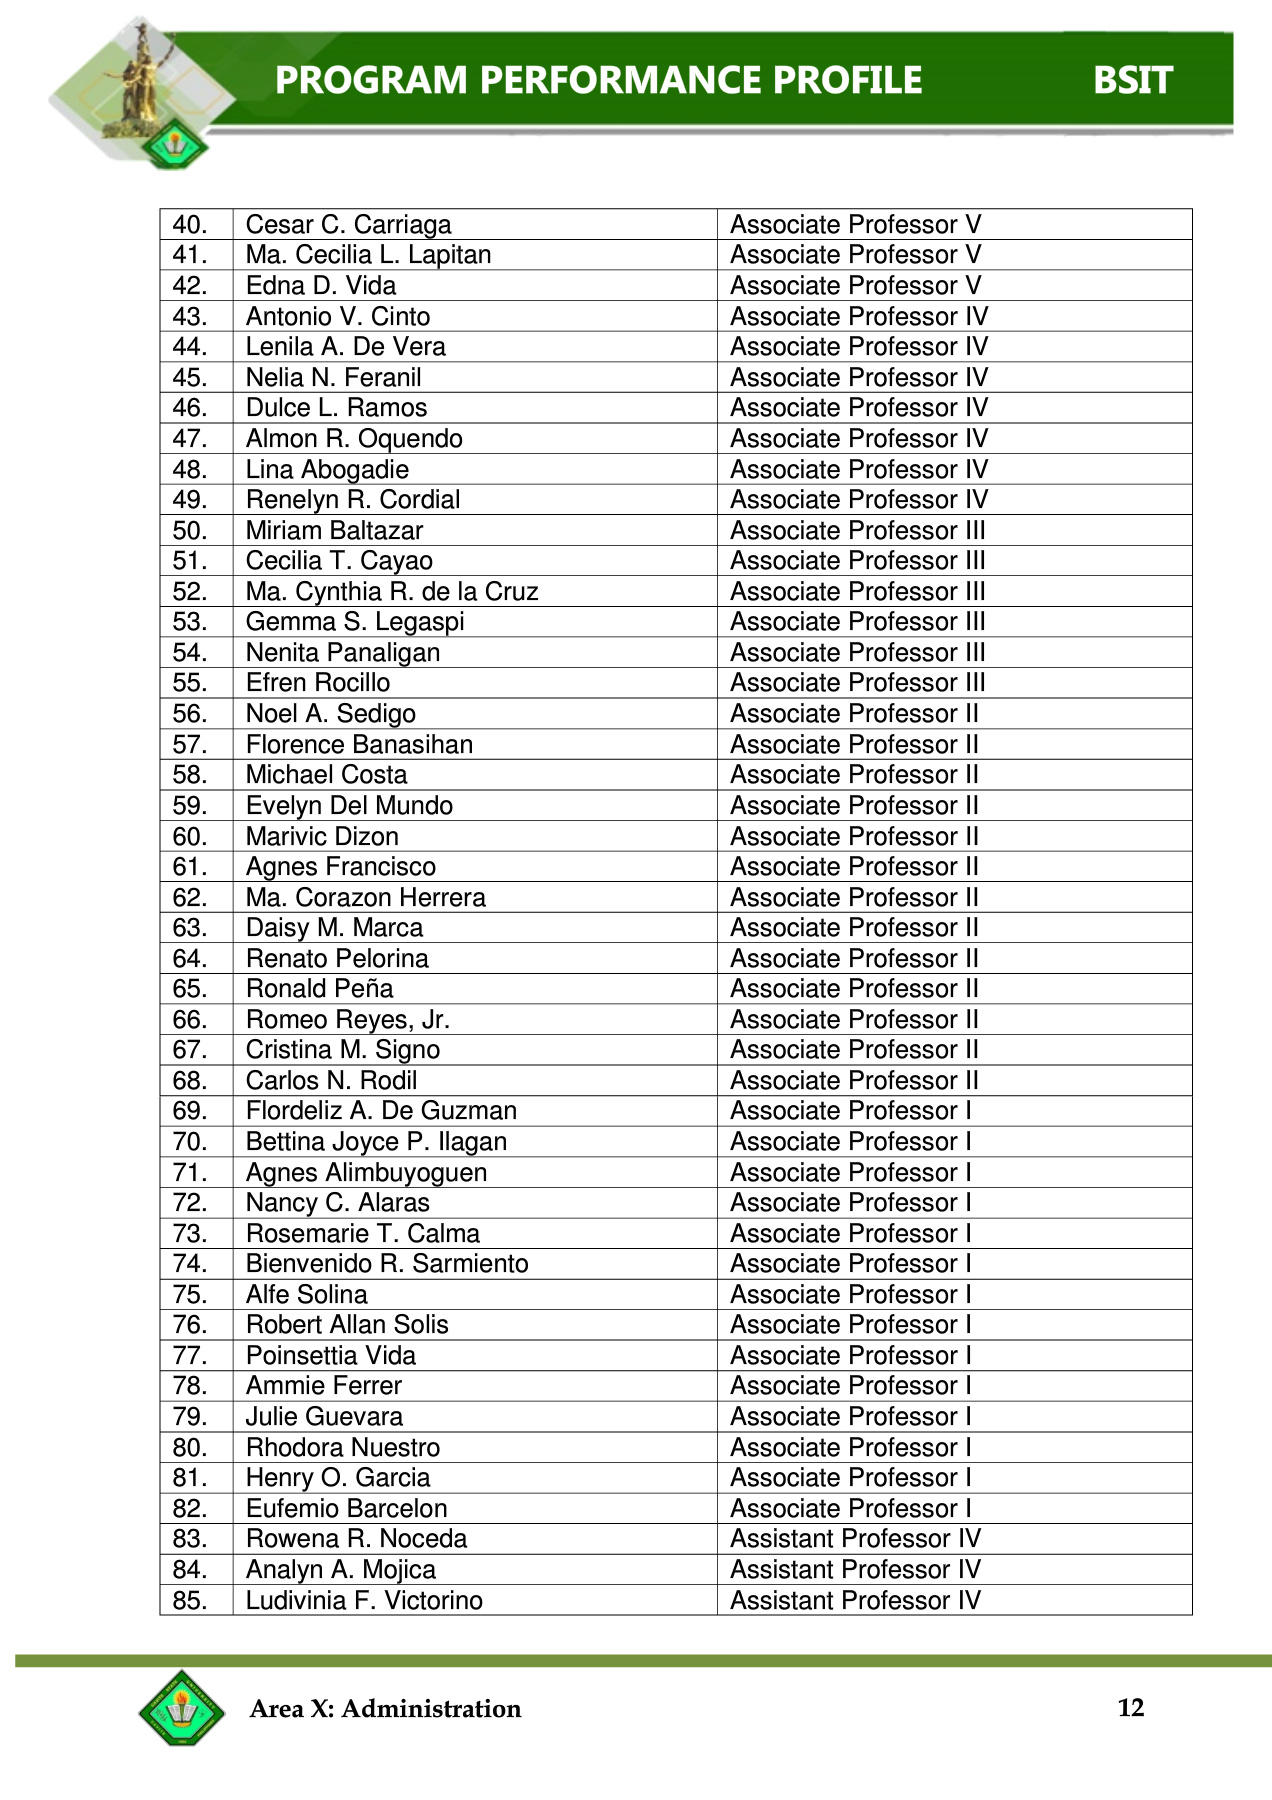 PROGRAM PERFORMANCE PROFILE BSIT
40. Cesar C. Carriaga Associate Professor V
41. Ma. Cecilia L. Lapitan Associate Professor V
42. Edna D. Vida Associate Professor V
43. Antonio V. Cinto Associate Professor IV
44. Lenila A. De Vera Associate Professor IV
45. Nelia N. Feranil Associate Professor IV
46. Dulce L. Ramos Associate Professor IV
47. Almon R. Oquendo Associate Professor IV
48. Lina Abogadie Associate Professor IV
49. Renelyn R. Cordial Associate Professor IV
50. Miriam Baltazar Associate Professor III
51. Cecilia T. Cayao Associate Professor III
52. Ma. Cynthia R. de la Cruz Associate Professor III
53. Gemma S. Legaspi Associate Professor III
54. Nenita Panaligan Associate Professor III
55. Efren Rocillo Associate Professor III
56. Noel A. Sedigo Associate Professor II
57. Florence Banasihan Associate Professor II
58. Michael Costa Associate Professor II
59. Evelyn Del Mundo Associate Professor II
60. Marivic Dizon Associate Professor II
61. Agnes Francisco Associate Professor II
62. Ma. Corazon Herrera Associate Professor II
63. Daisy M. Marca Associate Professor II
64. Renato Pelorina Associate Professor II
65. Ronald Peña Associate Professor II
66. Romeo Reyes, Jr. Associate Professor II
67. Cristina M. Signo Associate Professor II
68. Carlos N. Rodil Associate Professor II
69. Flordeliz A. De Guzman Associate Professor I
70. Bettina Joyce P. Ilagan Associate Professor I
71. Agnes Alimbuyoguen Associate Professor I
72. Nancy C. Alaras Associate Professor I
73. Rosemarie T. Calma Associate Professor I
74. Bienvenido R. Sarmiento Associate Professor I
75. Alfe Solina Associate Professor I
76. Robert Allan Solis Associate Professor I
77. Poinsettia Vida Associate Professor I
78. Ammie Ferrer Associate Professor I
79. Julie Guevara Associate Professor I
80. Rhodora Nuestro Associate Professor I
81. Henry O. Garcia Associate Professor I
82. Eufemio Barcelon Associate Professor I
83. Rowena R. Noceda Assistant Professor IV
84. Analyn A. Mojica Assistant Professor IV
85. Ludivinia F. Victorino Assistant Professor IV
Area X: Administration 12